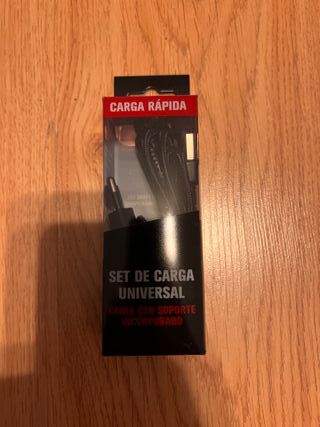 CARGA RÁPIDA
SET DE CARGA
UNIVERSAL
CABLE CON SOPORTE
INCORPORADO